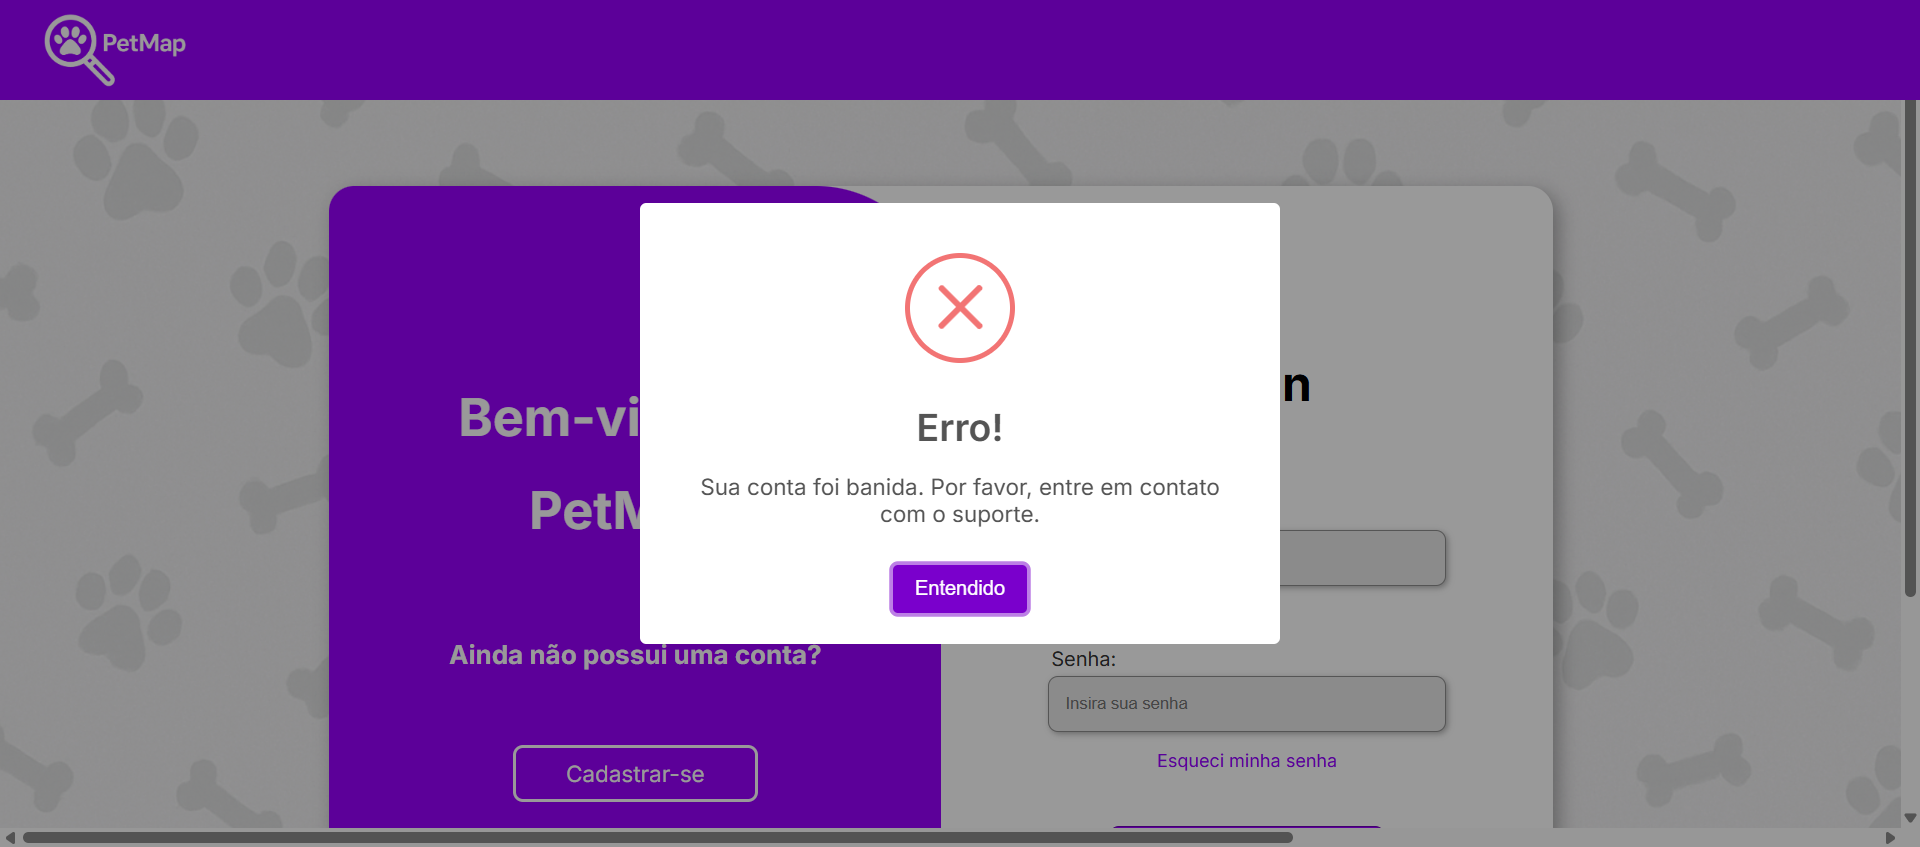 PetMap
Bem-vi
PetM
Ainda não possui uma conta?
Cadastrar-se
Erro!
Sua conta foi banida. Por favor, entre em contato
com o suporte.
Entendido
n
Senha:
Insira sua senha
Esqueci minha senha